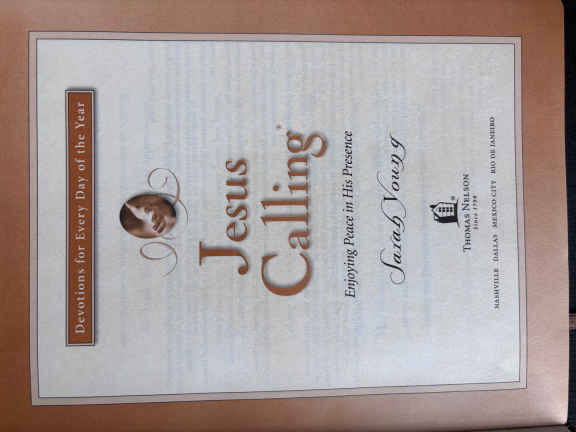 Devotions for Every Day of the Year
Jesus
Calling®
Enjoying Peace in His Presence
Sarah Young
®
THOMAS NELSON
Since 1798
NASHVILLE DALLAS MEXICO CITY RIO DE JANEIRO